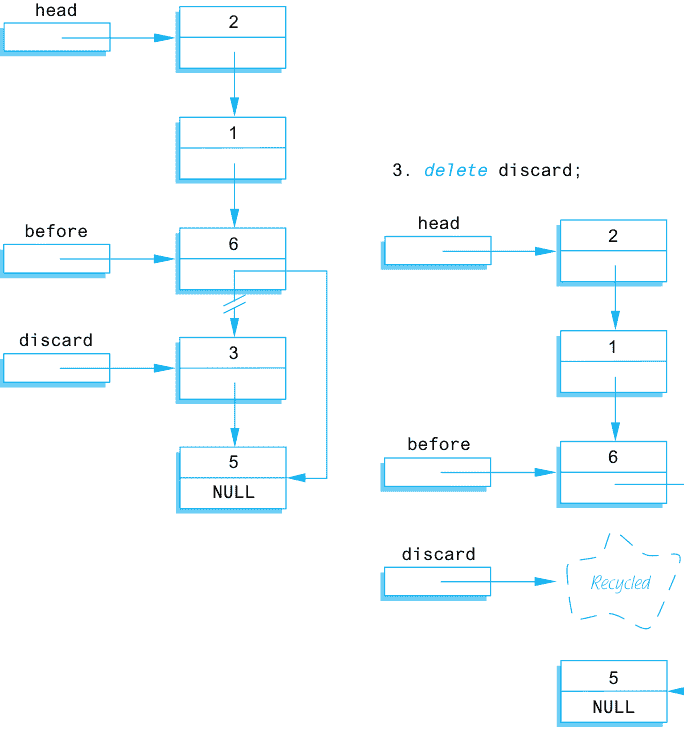 head
2
1
before
6
discard
3
5
NULL
3. delete discard;
head
2
1
before
6
discard
Recycled
5
NULL